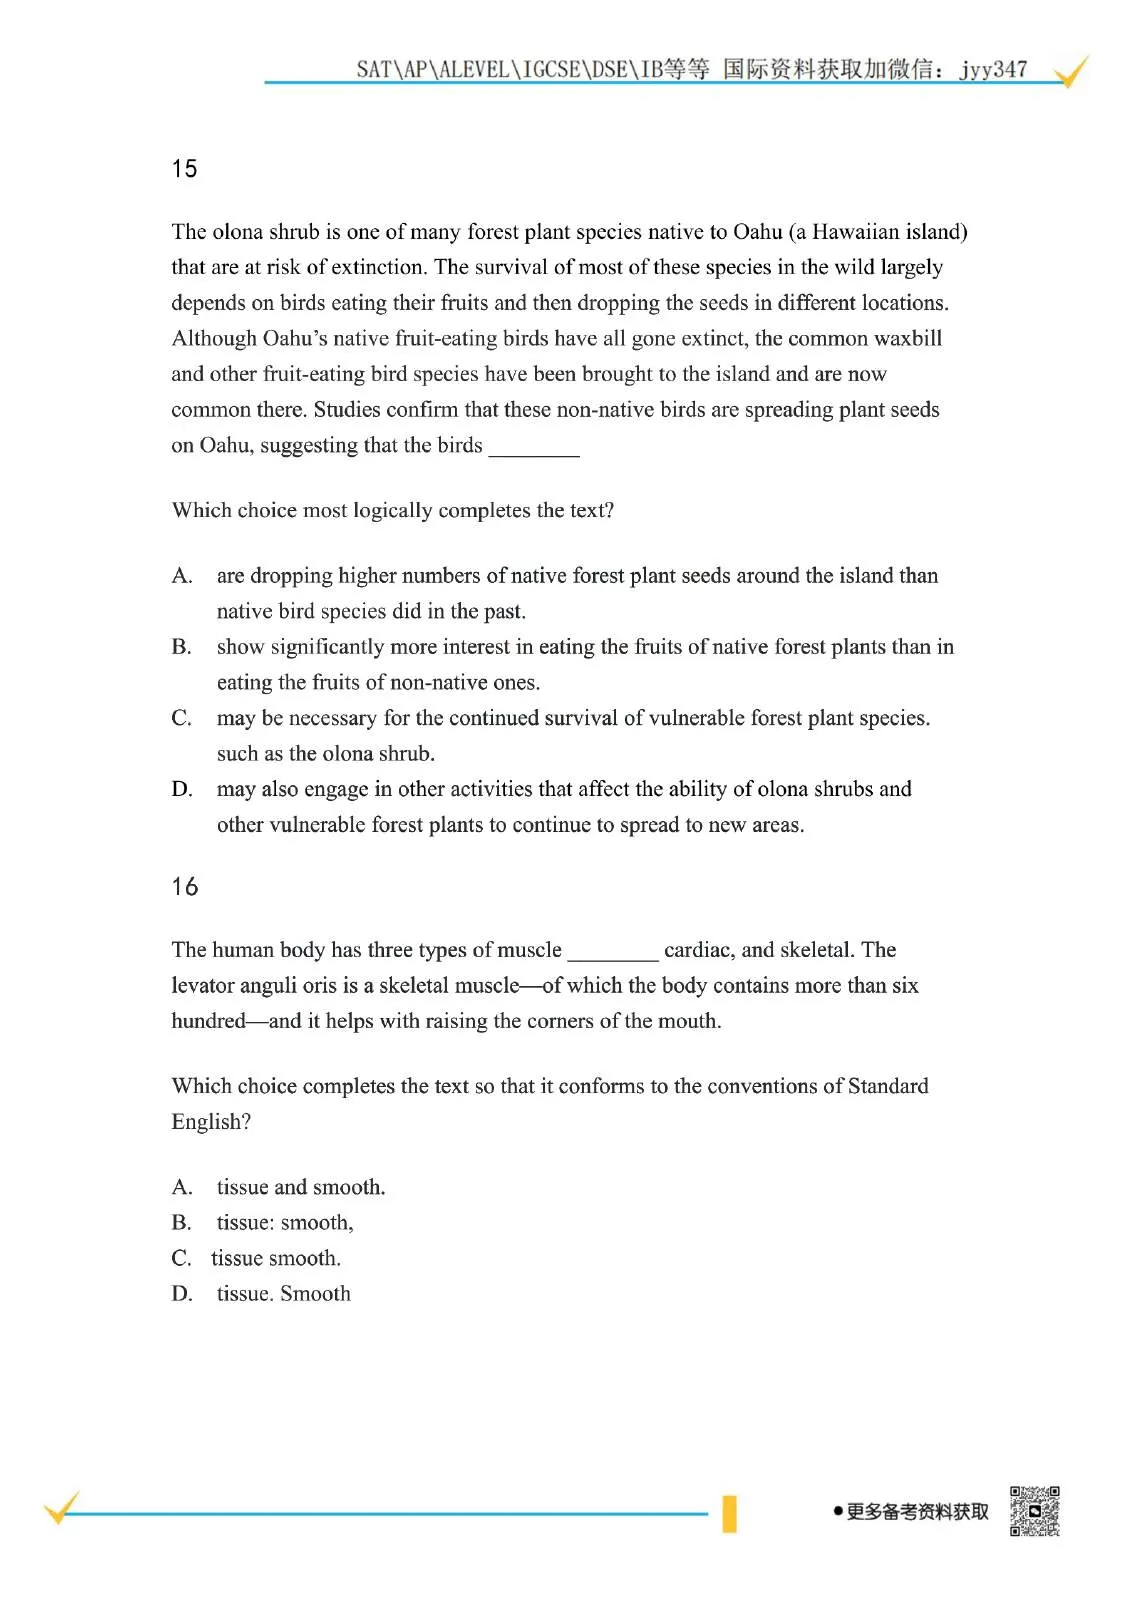 SAT\AP\ALEVEL\IGCSE\DSE\IB等等 国际资料获取加微信：jyy347
15
The olona shrub is one of many forest plant species native to Oahu (a Hawaiian island)
that are at risk of extinction. The survival of most of these species in the wild largely
depends on birds eating their fruits and then dropping the seeds in different locations.
Although Oahu’s native fruit-eating birds have all gone extinct, the common waxbill
and other fruit-eating bird species have been brought to the island and are now
common there. Studies confirm that these non-native birds are spreading plant seeds
on Oahu, suggesting that the birds ________
Which choice most logically completes the text?
A. are dropping higher numbers of native forest plant seeds around the island than
native bird species did in the past.
B. show significantly more interest in eating the fruits of native forest plants than in
eating the fruits of non-native ones.
C. may be necessary for the continued survival of vulnerable forest plant species.
such as the olona shrub.
D. may also engage in other activities that affect the ability of olona shrubs and
other vulnerable forest plants to continue to spread to new areas.
16
The human body has three types of muscle ________ cardiac, and skeletal. The
levator anguli oris is a skeletal muscle—of which the body contains more than six
hundred—and it helps with raising the corners of the mouth.
Which choice completes the text so that it conforms to the conventions of Standard
English?
A. tissue and smooth.
B. tissue: smooth,
C. tissue smooth.
D. tissue. Smooth
●更多备考资料获取